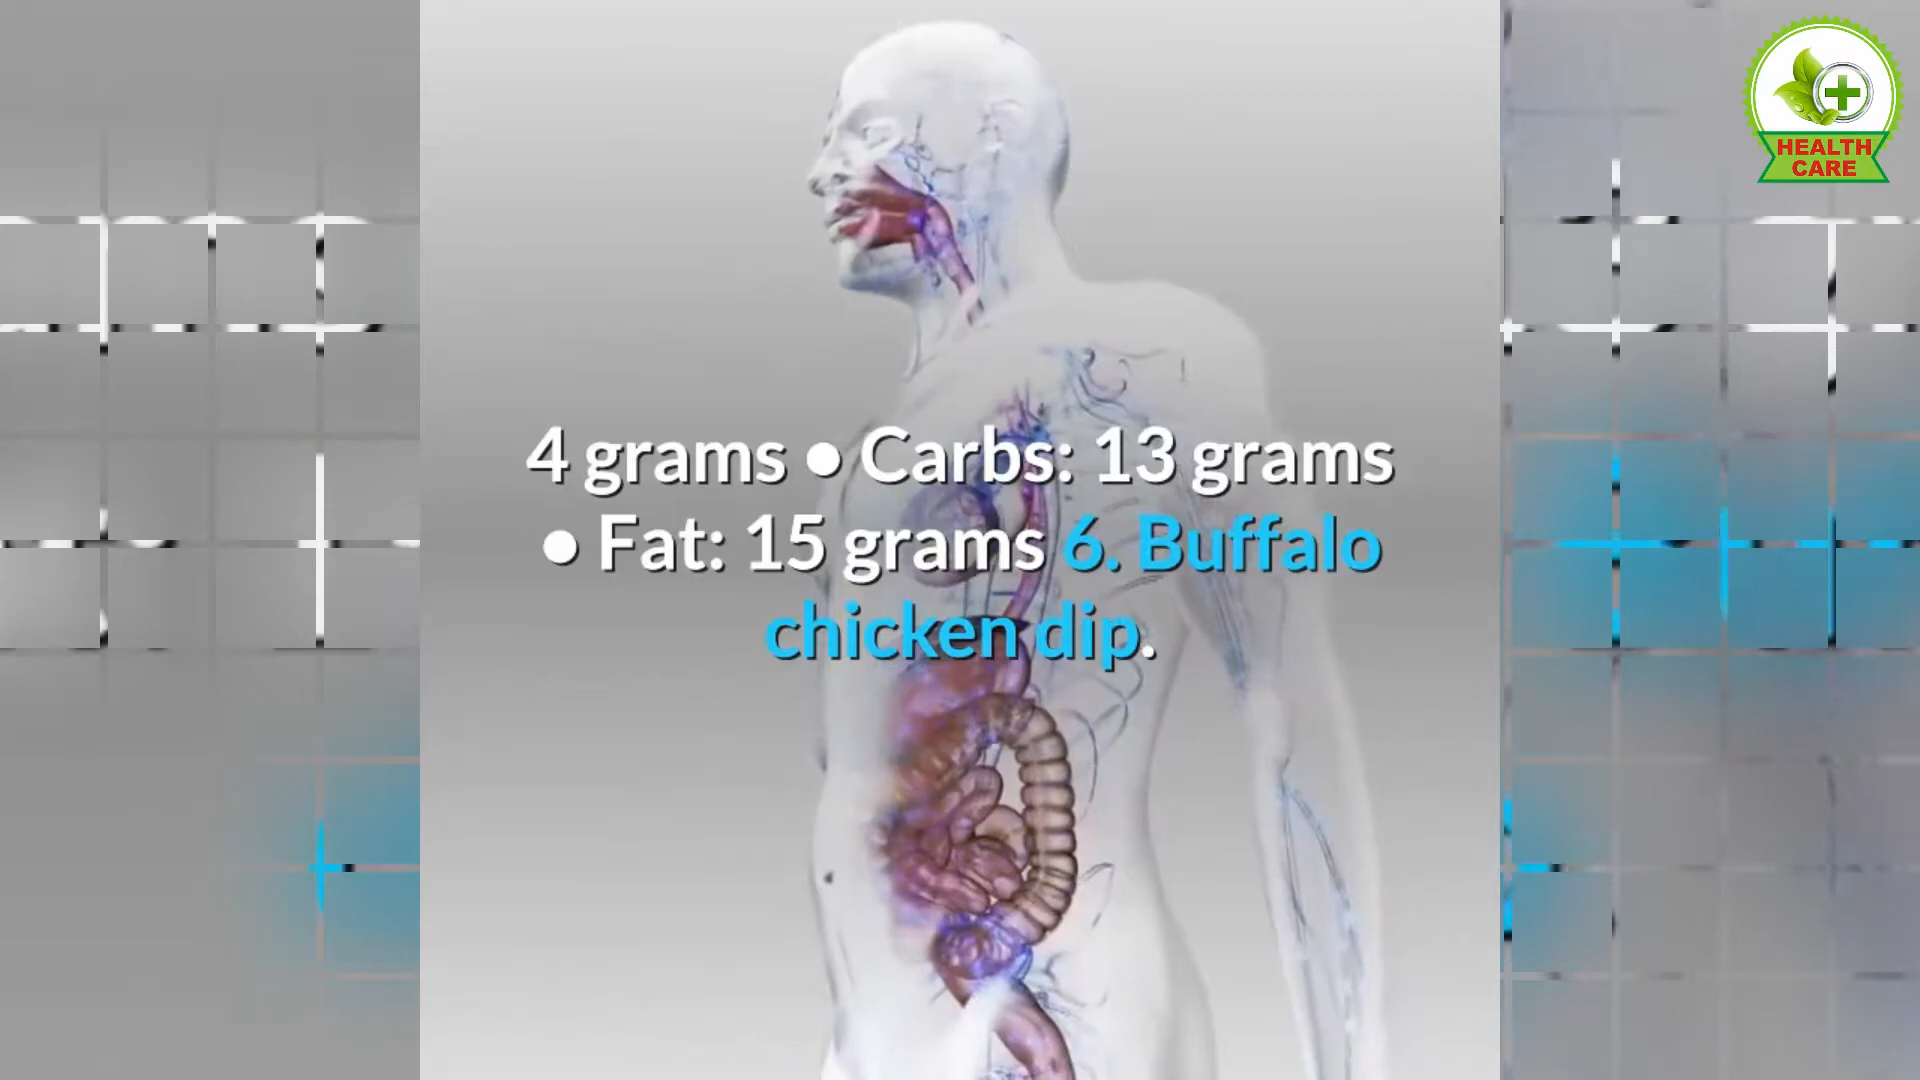 HEALTH
CARE
4 grams ● Carbs: 13 grams
● Fat: 15 grams 6. Buffalo
chicken dip.